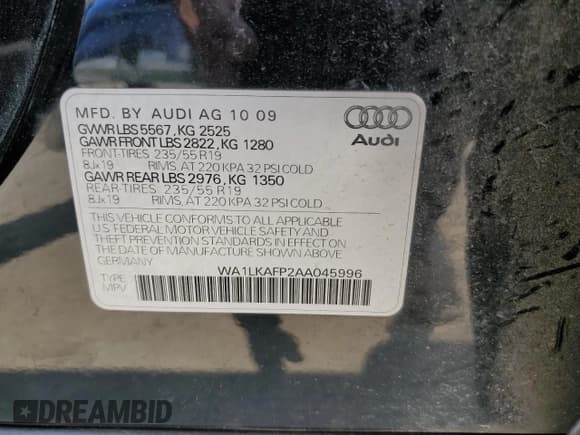 MFD. BY AUDI AG 10 09
GVWR LBS 5567, KG 2525
GAWR FRONT LBS 2822, KG 1280
FRONT-TIRES 235/55 R19
8Jx19 RIMS, AT 220 KPA 32 PSI COLD
GAWR REAR LBS 2976, KG 1350
REAR-TIRES 235/55 R19
8Jx19 RIMS, AT 220 KPA 32 PSI COLD
THIS VEHICLE CONFORMS TO ALL APPLICABLE
U.S. FEDERAL MOTOR VEHICLE SAFETY AND
THEFT PREVENTION STANDARDS IN EFFECT ON
THE DATE OF MANUFACTURE SHOWN ABOVE
GERMANY
WA1LKAFP2AA045996
TYPE:
MPV
Audi
DREAMBID